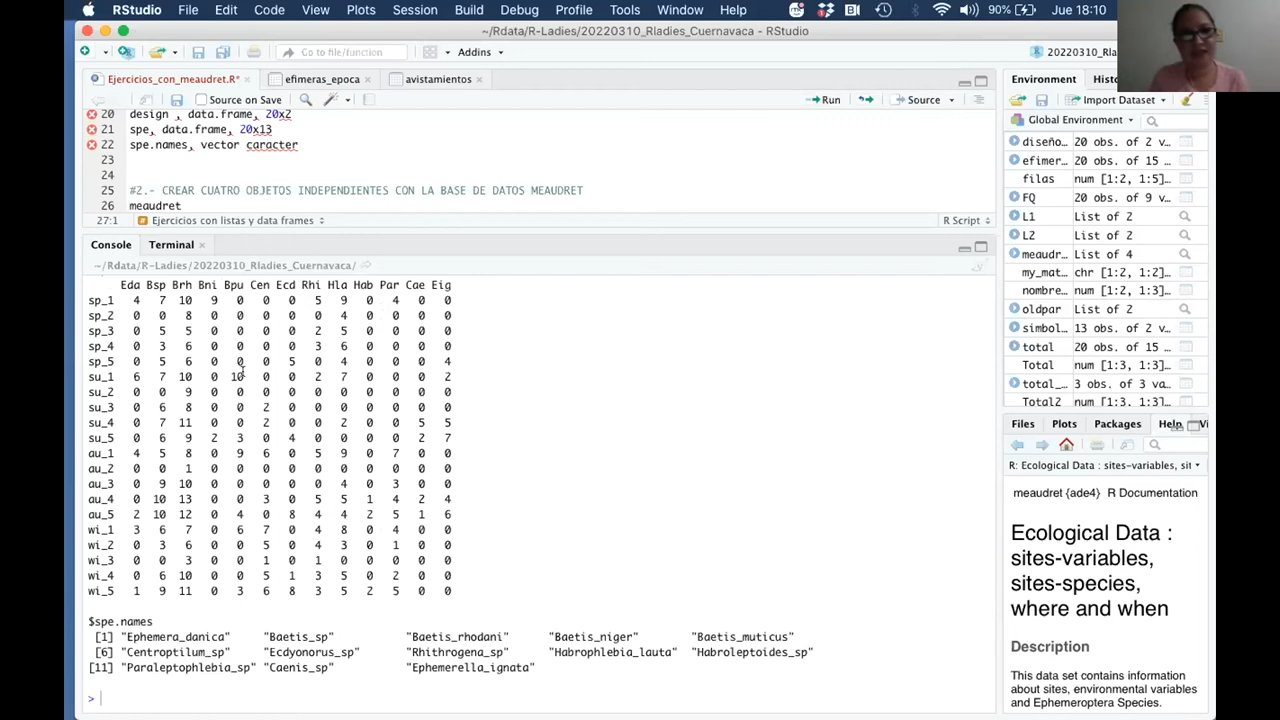 RStudio File Edit Code View Plots Session Build Debug Profile Tools Window Help 90% Jue 18:10
~/Rdata/R-Ladies/20220310_Rladies_Cuernavaca - RStudio
Go to file/function Addins 20220310_Rla
Ejercicios_con_meaudret.R* efimeras_epoca avistamientos
Source on Save Run Source
20 design , data.frame, 20x2
21 spe, data.frame, 20x13
22 spe.names, vector caracter
23
24
25 #2.- CREAR CUATRO OBJETOS INDEPENDIENTES CON LA BASE DE DATOS MEAUDRET
26 meaudret
27:1 Ejercicios con listas y data frames R Script
Console Terminal
~/Rdata/R-Ladies/20220310_Rladies_Cuernavaca/
Eda Bsp Brh Bni Bpu Cen Ecd Rhi Hla Hab Par Cae Eig
sp_1 4 7 10 9 0 0 0 5 9 0 4 0 0
sp_2 0 0 8 0 0 0 0 0 4 0 0 0 0
sp_3 0 5 5 0 0 0 0 2 5 0 0 0 0
sp_4 0 3 6 0 0 0 0 3 6 0 0 0 0
sp_5 0 5 6 0 0 0 5 0 4 0 0 0 4
su_1 6 7 10 0 10 0 0 2 7 0 0 0 2
su_2 0 0 9 0 0 0 0 0 0 0 0 0 0
su_3 0 6 8 0 0 2 0 0 0 0 0 0 0
su_4 0 7 11 0 0 2 0 0 2 0 0 5 5
su_5 0 6 9 2 3 0 4 0 0 0 0 2 0
au_1 4 5 8 0 9 6 0 5 9 0 7 0 0
au_2 0 0 1 0 0 0 0 0 0 0 0 0 0
au_3 0 9 10 0 0 0 0 0 4 0 3 0 0
au_4 0 10 13 0 0 3 0 5 5 1 4 2 4
au_5 2 10 12 0 4 0 8 4 4 2 5 1 6
wi_1 3 6 7 0 6 7 0 4 8 0 4 0 0
wi_2 0 3 6 0 0 5 0 4 3 0 1 0 0
wi_3 0 0 3 0 0 1 0 1 0 0 0 0 0
wi_4 0 6 10 0 0 5 1 3 5 0 2 0 0
wi_5 1 9 11 0 3 6 8 3 5 2 5 0 0
$spe.names
[1] "Ephemera_danica" "Baetis_sp" "Baetis_rhodani" "Baetis_niger" "Baetis_muticus"
[6] "Centroptilum_sp" "Ecdyonorus_sp" "Rhithrogena_sp" "Habrophlebia_lauta" "Habroleptoides_sp"
[11] "Paraleptophlebia_sp" "Caenis_sp" "Ephemerella_ignata"
>
Environment Histo
Import Dataset
Global Environment
diseño… 20 obs. of 2 v…
efimer… 20 obs. of 15 …
filas num [1:2, 1:5]…
FQ 20 obs. of 9 v…
L1 List of 2
L2 List of 2
meaudr… List of 4
my_mat… chr [1:2, 1:2]…
nombre… num [1:3, 1:3]…
oldpar List of 2
simbol… 13 obs. of 2 v…
total 20 obs. of 15 …
Total num [1:3, 1:3]…
total_… 3 obs. of 3 va…
Total2 num [1:3, 1:3]…
Files Plots Packages Help Vi
R: Ecological Data : sites-variables, sit
meaudret {ade4} R Documentation
Ecological Data :
sites-variables,
sites-species,
where and when
Description
This data set contains information
about sites, environmental variables
and Ephemeroptera Species.